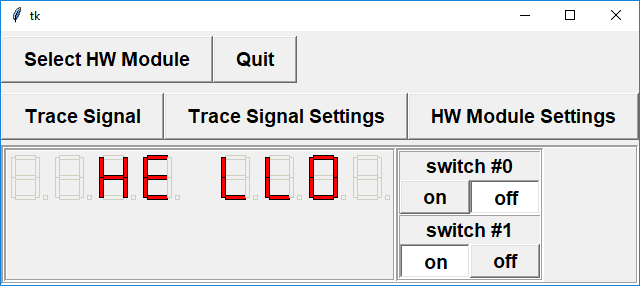 tk
Select HW Module Quit
Trace Signal Trace Signal Settings HW Module Settings
HE LLO
switch #0
on off
switch #1
on off